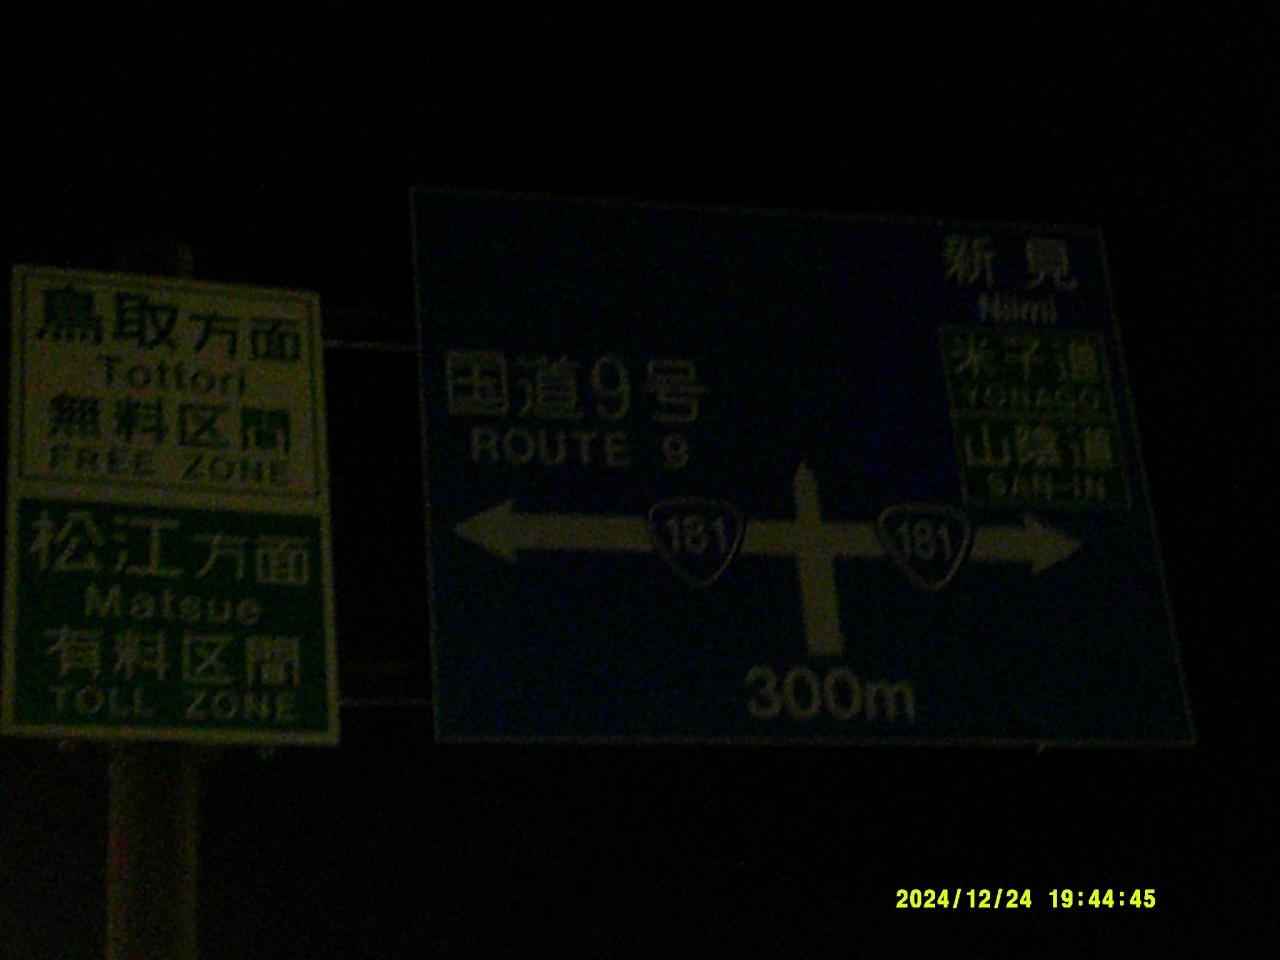 鳥取方面
Tottori
無料区間
FREE ZONE
松江方面
Matsue
有料区間
TOLL ZONE
新見
Niimi
国道9号
ROUTE 9
米子道
YONAGO
山陰道
SAN-IN
181
181
300m
2024/12/24 19:44:45